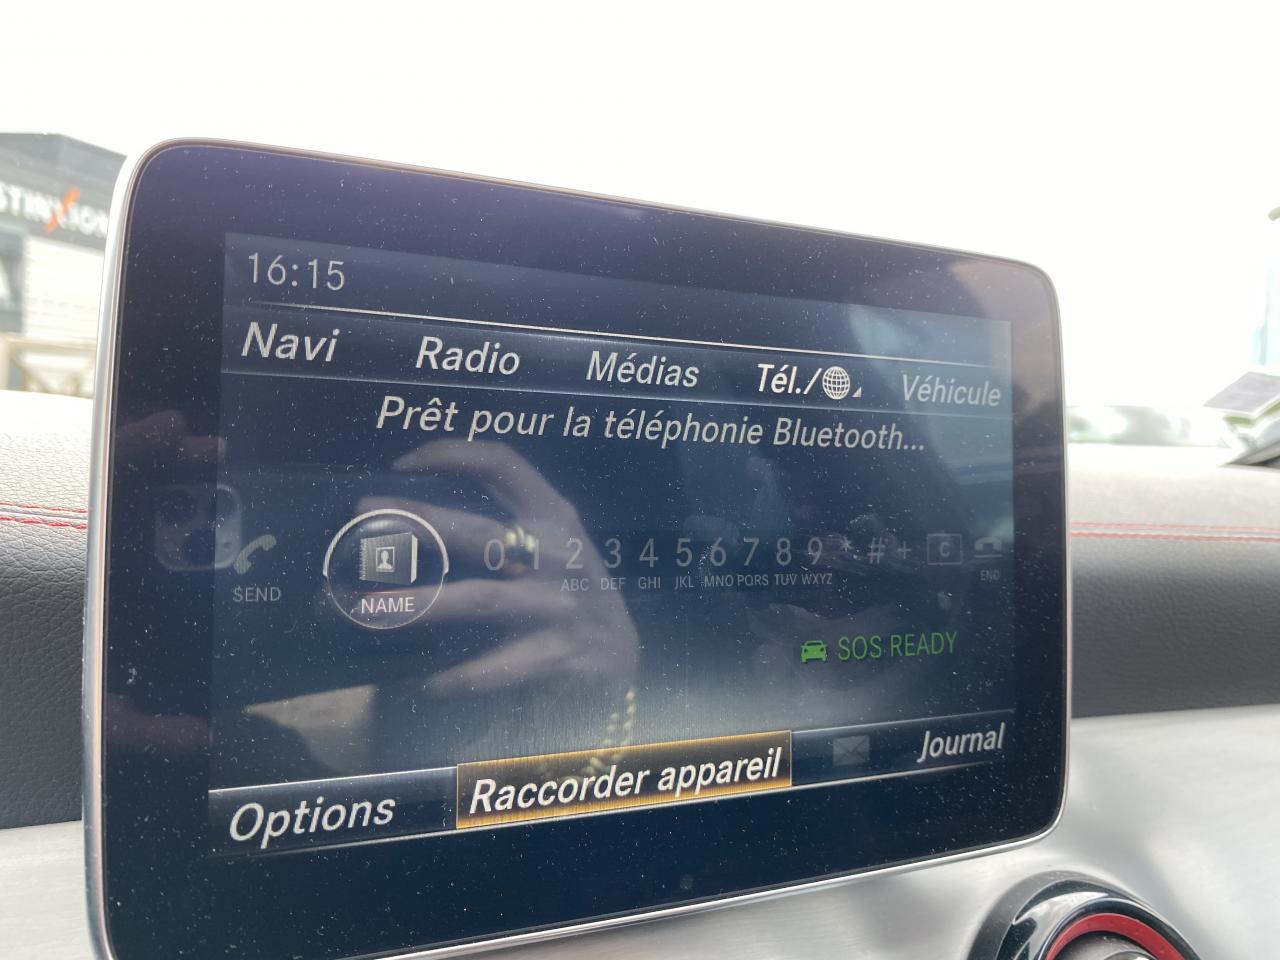 16:15
Navi Radio Médias Tél./ Véhicule
Prêt pour la téléphonie Bluetooth...
SEND NAME 0 1 2 3 4 5 6 7 8 9 * # + C END
ABC DEF GHI JKL MNO PQRS TUV WXYZ
SOS READY
Options Raccorder appareil Journal